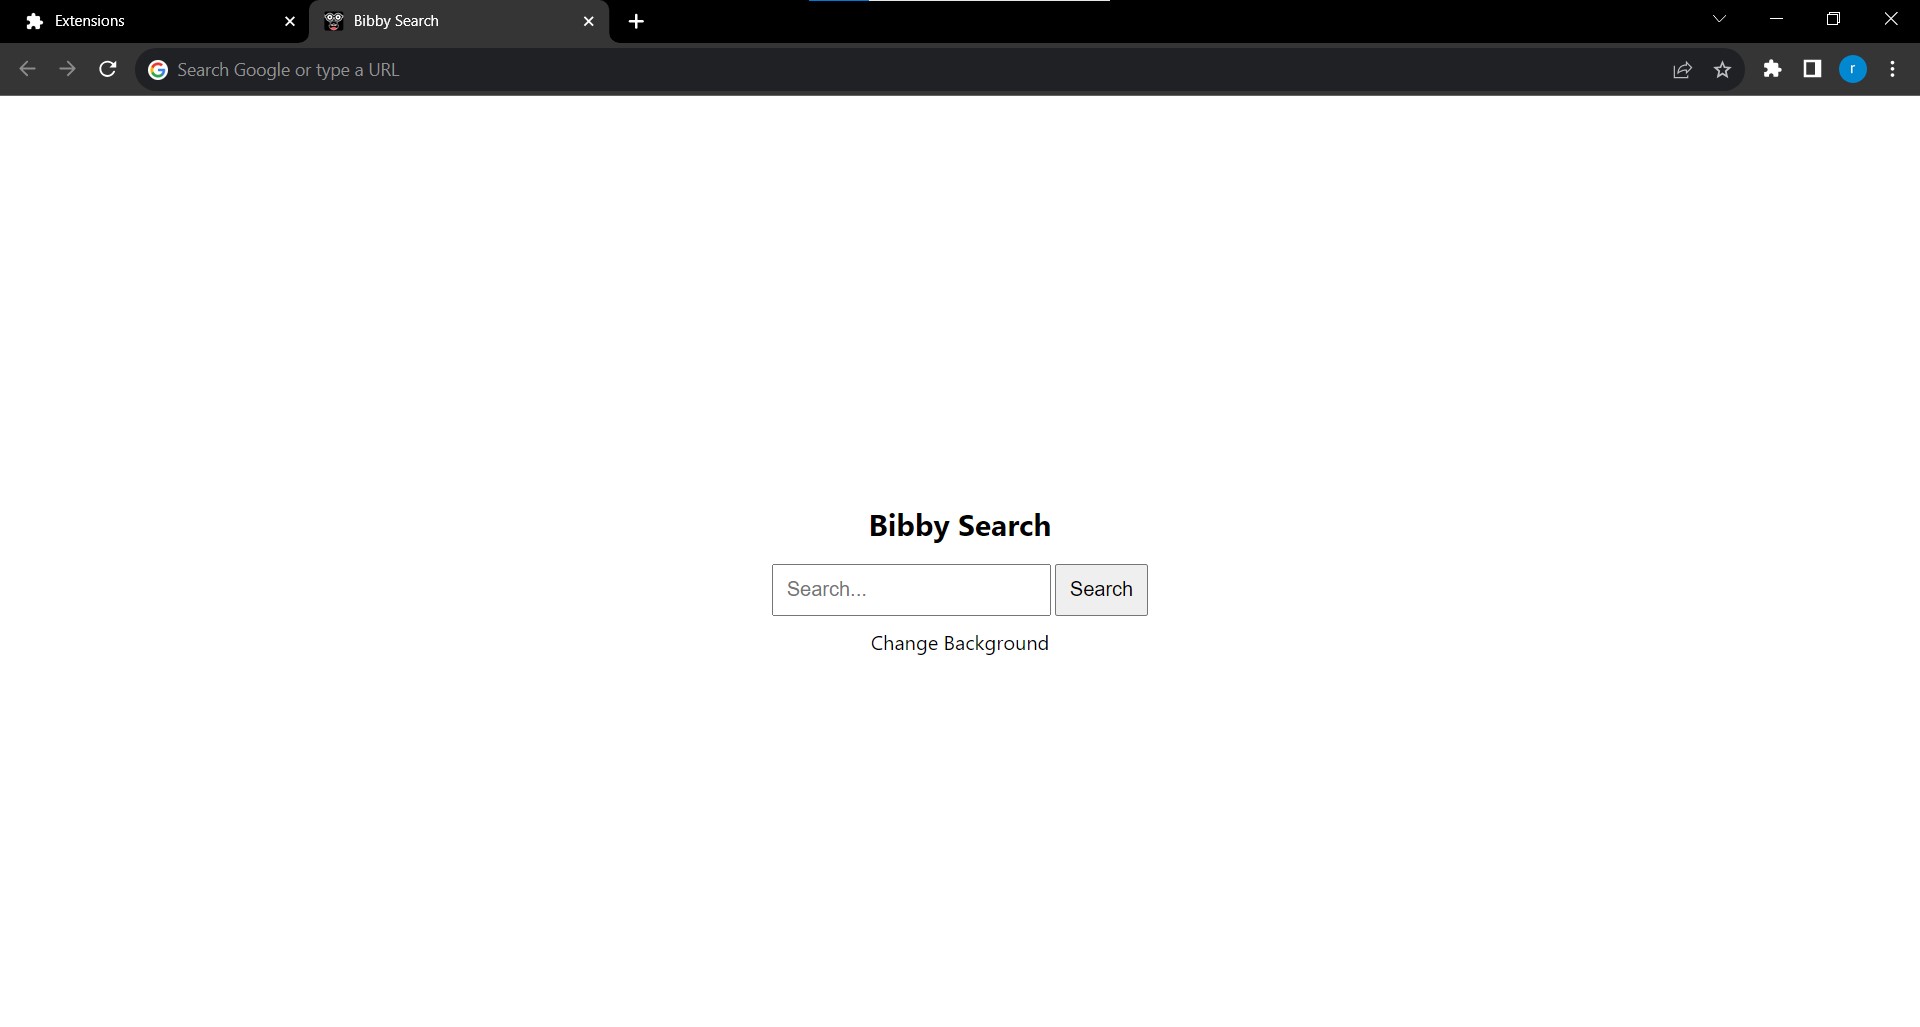 Extensions
Bibby Search
Search Google or type a URL
r
Bibby Search
Search...
Search
Change Background